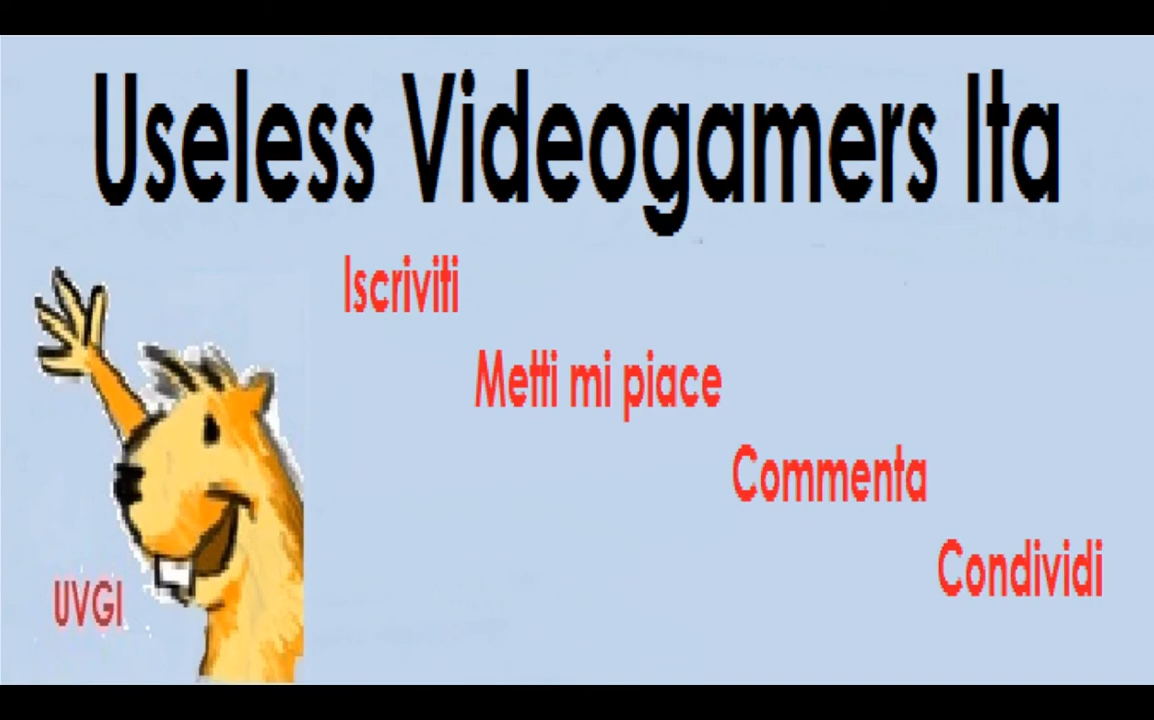 Useless Videogamers Ita
Iscriviti
Metti mi piace
Commenta
Condividi
UVGI